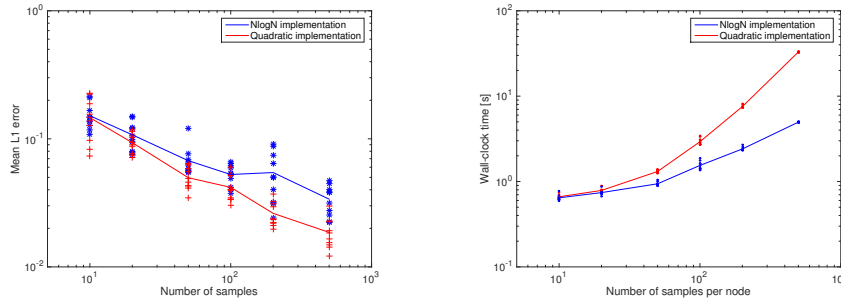 10^0
10^-1
10^-2
Mean L1 error
10^1
10^2
10^3
Number of samples
NlogN implementation
Quadratic implementation
10^2
10^1
10^0
10^-1
Wall-clock time [s]
10^1
10^2
10^3
Number of samples per node
NlogN implementation
Quadratic implementation